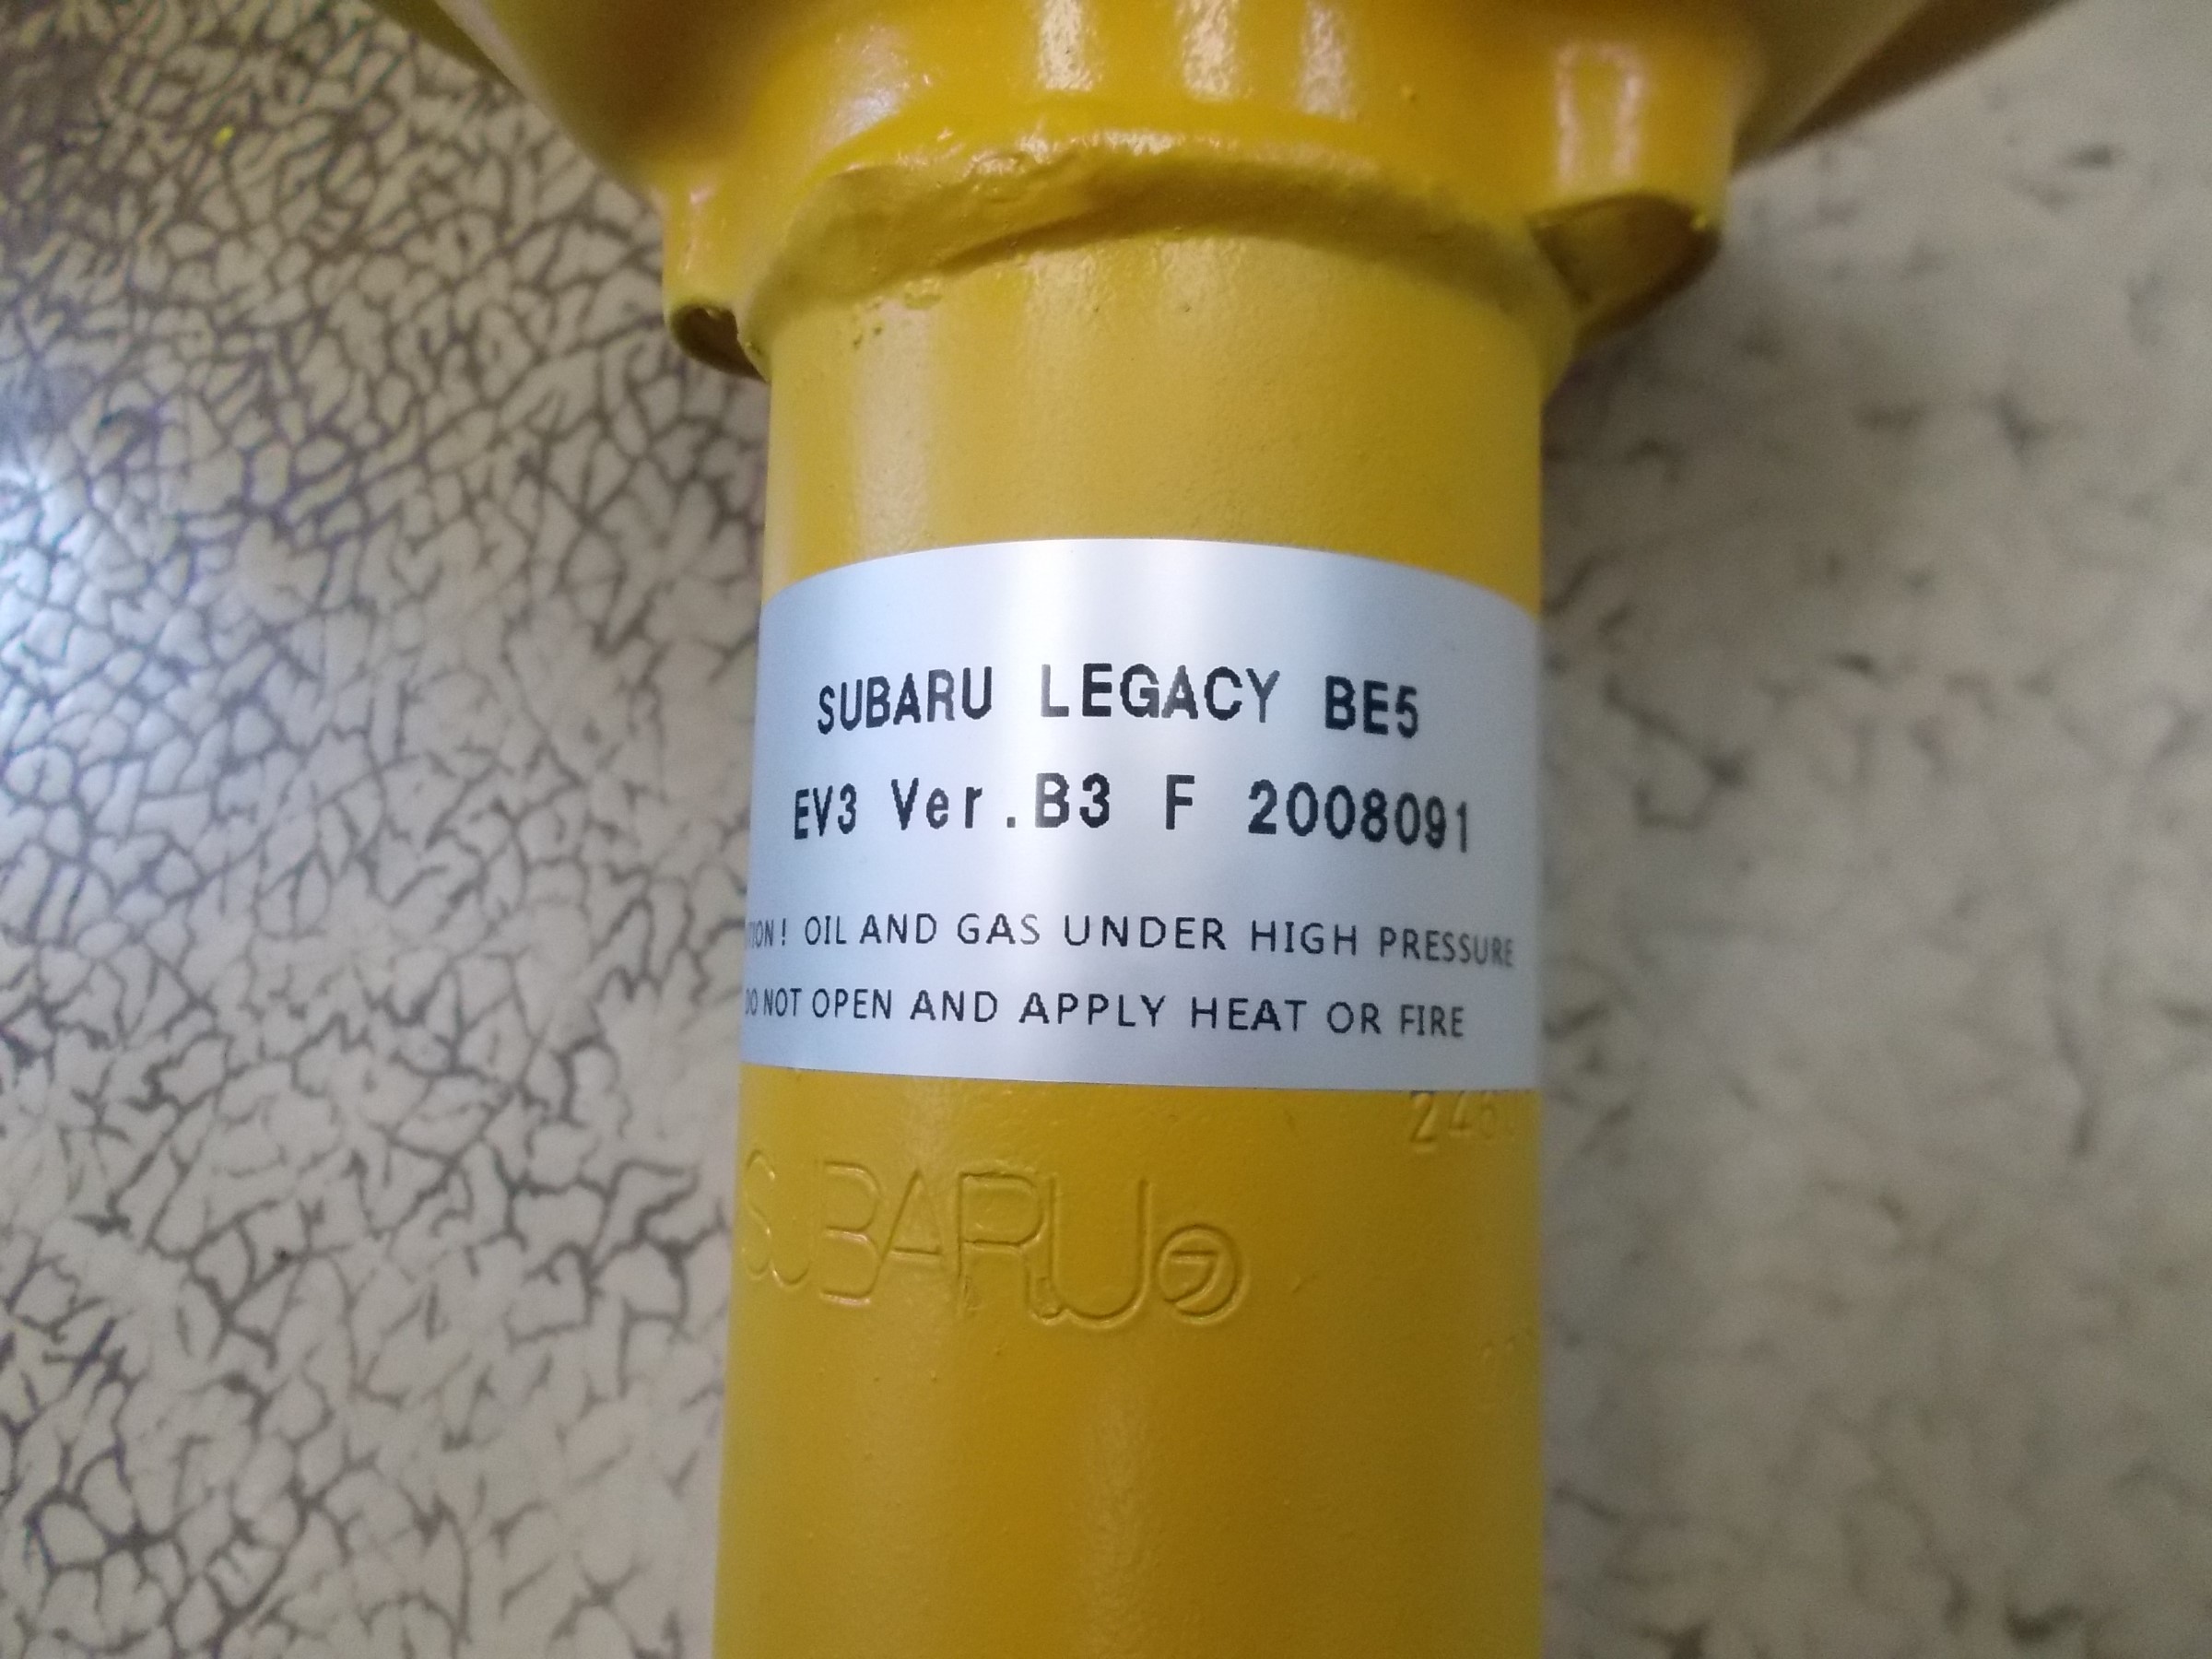 SUBARU LEGACY BE5
EV3 Ver.B3 F 2008091
OIL AND GAS UNDER HIGH PRESSURE
DO NOT OPEN AND APPLY HEAT OR FIRE
SUBARU